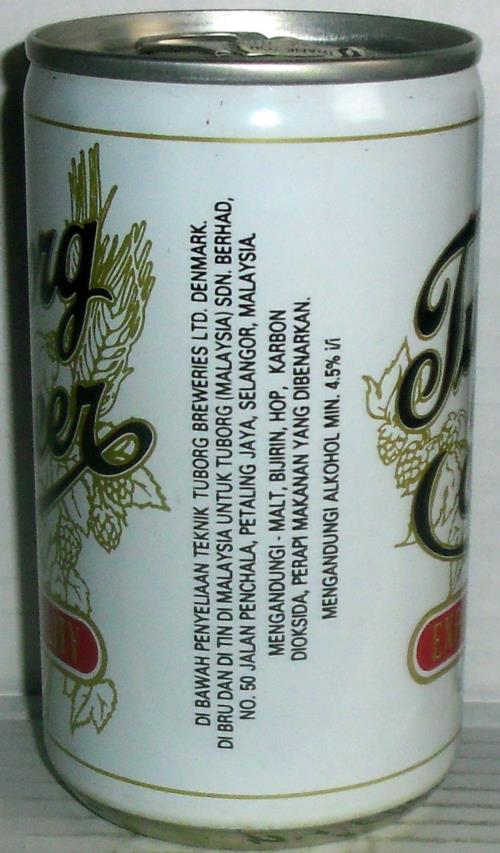 DI BAWAH PENYELIAAN TEKNIK TUBORG BREWERIES LTD. DENMARK.
DI BRU DAN DI TIN DI MALAYSIA UNTUK TUBORG (MALAYSIA) SDN. BERHAD,
NO. 50 JALAN PENCHALA, PETALING JAYA, SELANGOR, MALAYSIA.
MENGANDUNGI - MALT, BIJIRIN, HOP, KARBON
DIOKSIDA, PERAPI MAKANAN YANG DIBENARKAN.
MENGANDUNGI ALKOHOL MIN. 4.5% i/i